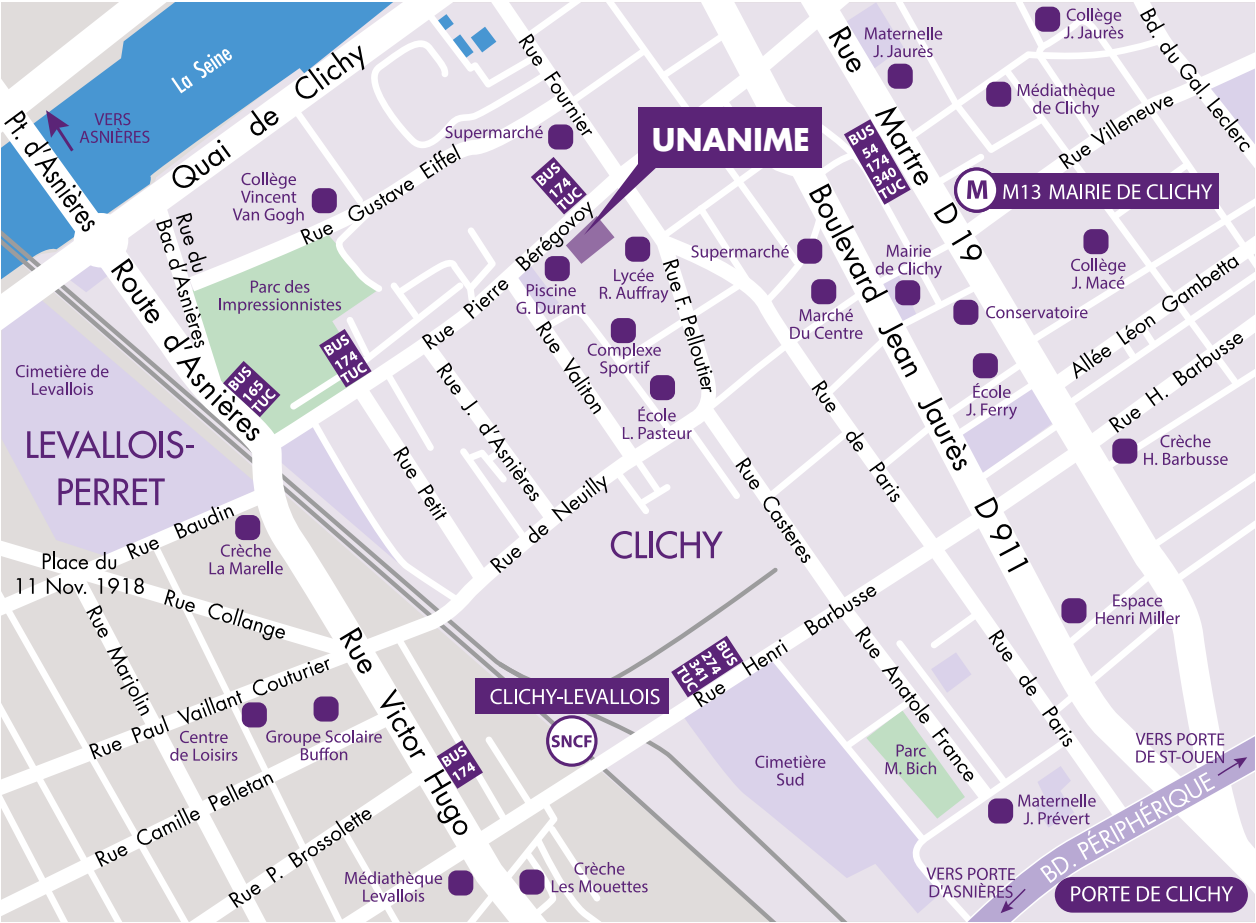 La Seine
VERS
ASNIÈRES
Pt. d'Asnières
Quai de Clichy
Rue Fournier
Supermarché
Rue Gustave Eiffel
Collège
Vincent
Van Gogh
BUS
174
TUC
UNANIME
Rue Martre D 19
Maternelle
J. Jaurès
Collège
J. Jaurès
Bd. du Gal. Leclerc
Médiathèque
de Clichy
Rue Villeneuve
BUS
54
174
340
TUC
M
M13 MAIRIE DE CLICHY
Rue du
Bac d'Asnières
Route d'Asnières
Parc des
Impressionnistes
Rue Pierre Bérégovoy
Piscine
G. Durant
Lycée
R. Auffray
Rue F. Pelloutier
Supermarché
Boulevard Jean Jaurès D 911
Mairie
de Clichy
Marché
Du Centre
Collège
J. Macé
Conservatoire
Allée Léon Gambetta
Rue H. Barbusse
École
J. Ferry
Crèche
H. Barbusse
Cimetière de
Levallois
BUS
165
TUC
BUS
174
TUC
Rue Valiton
Complexe
Sportif
École
L. Pasteur
Rue J. d'Asnières
Rue Petit
Rue de Neuilly
LEVALLOIS-
PERRET
CLICHY
Rue Casteres
Rue de Paris
Rue Baudin
Crèche
La Marelle
Place du
11 Nov. 1918
Rue Collange
Rue Marjolin
Rue Paul Vaillant Couturier
Rue Victor Hugo
Centre
de Loisirs
Groupe Scolaire
Buffon
BUS
174
CLICHY-LEVALLOIS
SNCF
BUS
274
341
TUC
Rue Henri Barbusse
Rue Anatole France
Rue de Paris
Espace
Henri Miller
Cimetière
Sud
Parc
M. Bich
Maternelle
J. Prévert
VERS PORTE
DE ST-OUEN
BD. PÉRIPHÉRIQUE
VERS PORTE
D'ASNIÈRES
PORTE DE CLICHY
Rue Camille Pelletan
Rue P. Brossolette
Médiathèque
Levallois
Crèche
Les Mouettes